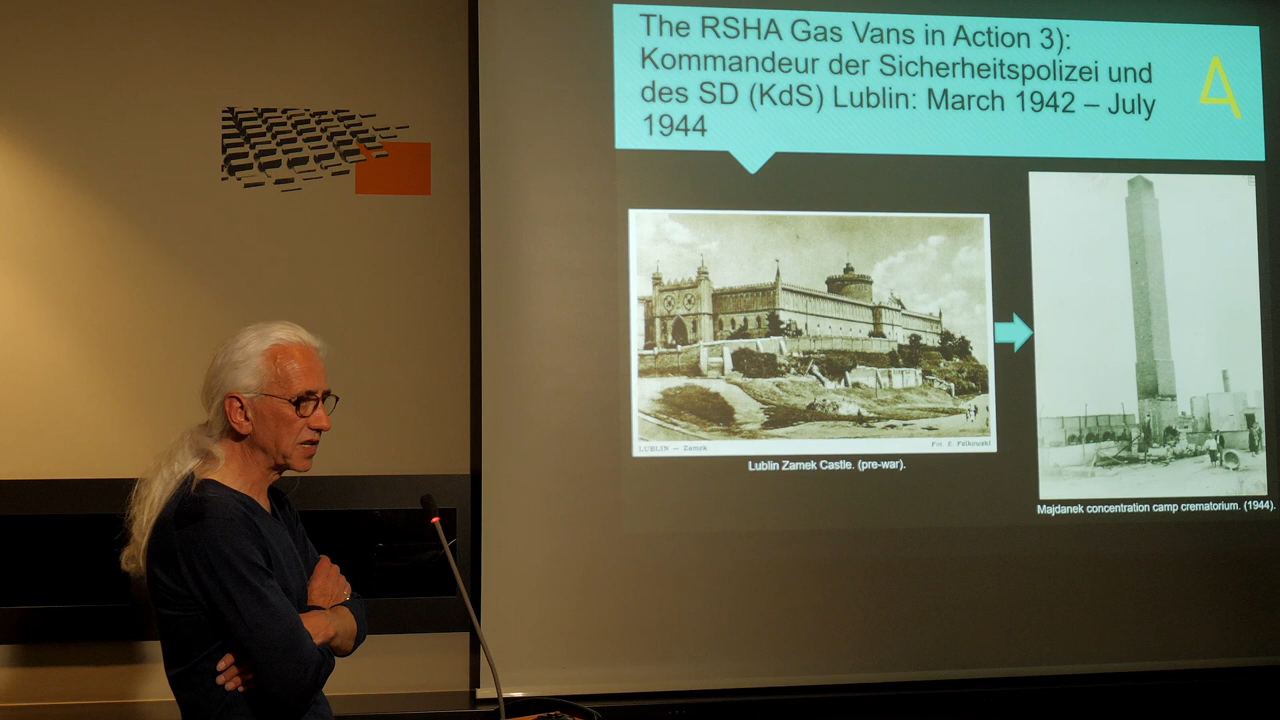 The RSHA Gas Vans in Action 3):
Kommandeur der Sicherheitspolizei und
des SD (KdS) Lublin: March 1942 – July
1944
LUBLIN — Zamek
Fot. E. Falkowski
Lublin Zamek Castle. (pre-war).
Majdanek concentration camp crematorium. (1944).